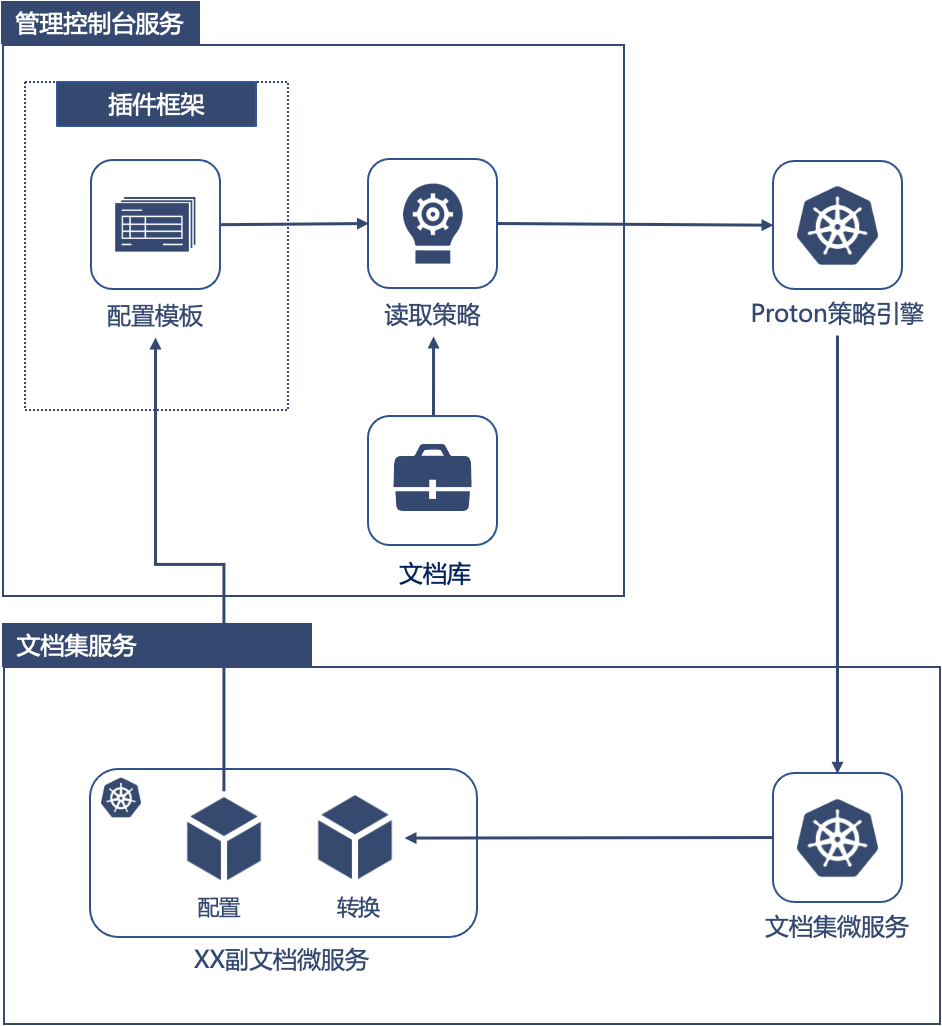 管理控制台服务
插件框架
配置模板
读取策略
Proton策略引擎
文档库
文档集服务
配置
转换
文档集微服务
XX副文档微服务